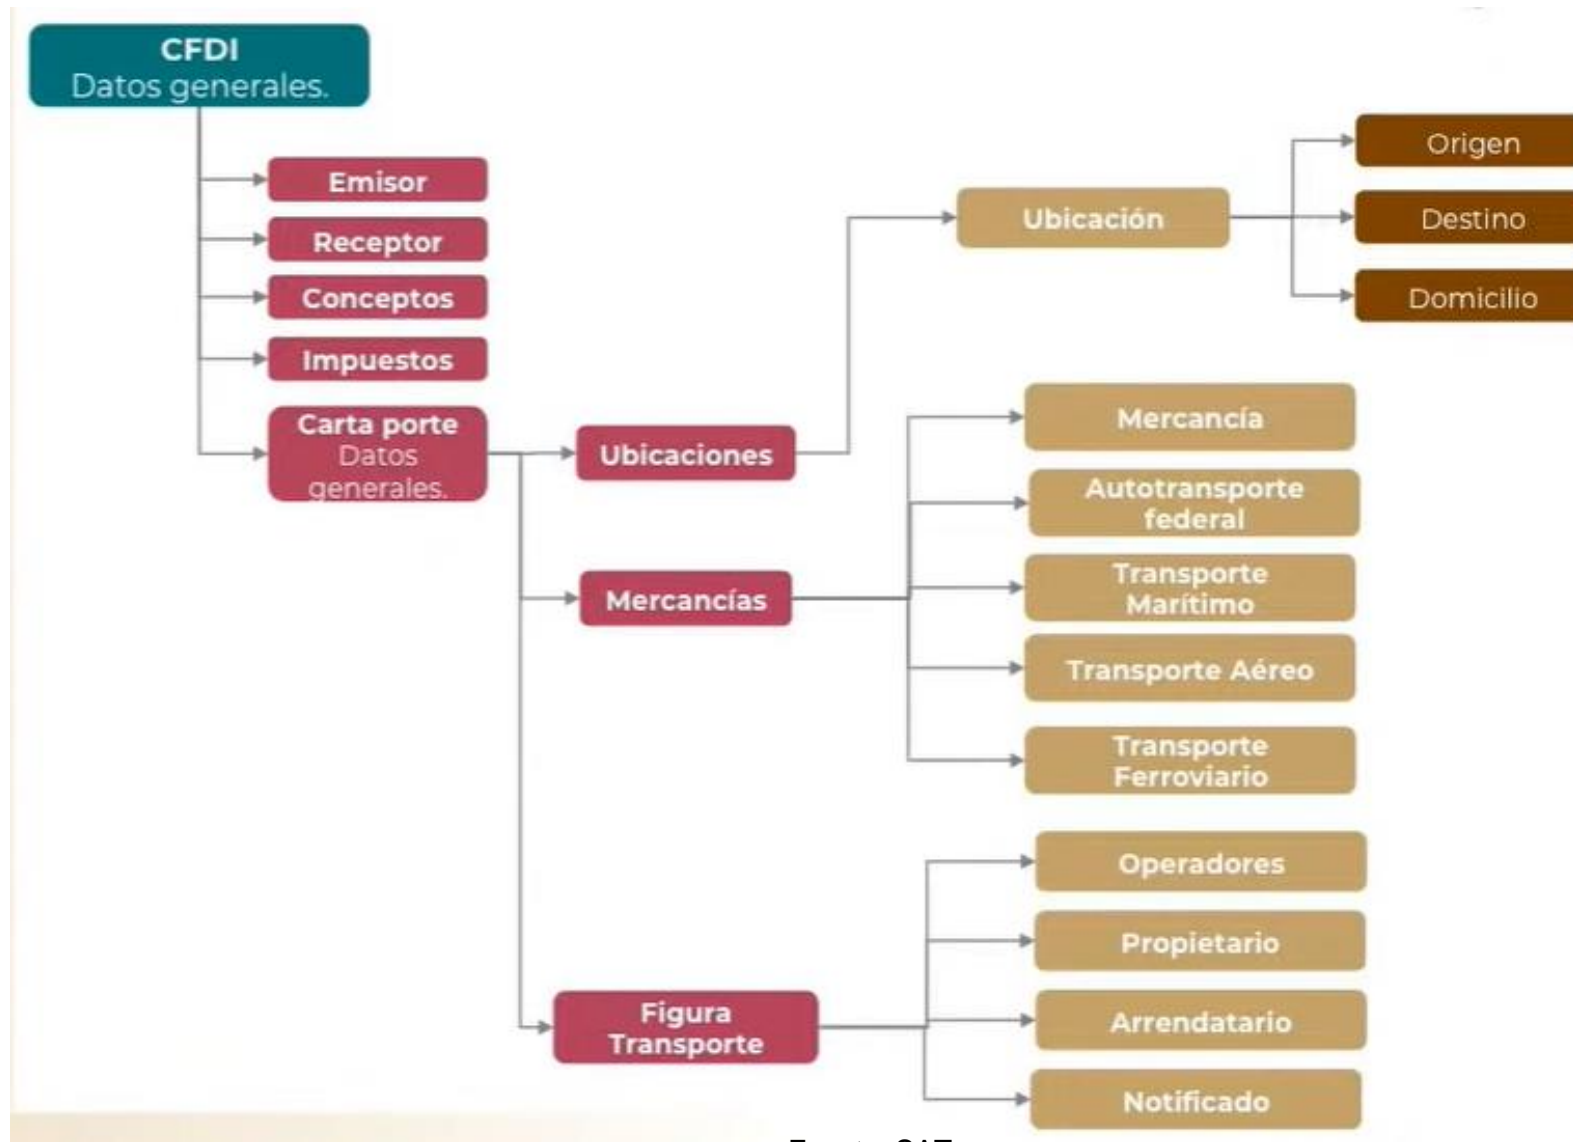 CFDI
Datos generales.
Emisor
Receptor
Conceptos
Impuestos
Carta porte
Datos
generales.
Ubicaciones
Mercancías
Figura
Transporte
Ubicación
Origen
Destino
Domicilio
Mercancía
Autotransporte
federal
Transporte
Marítimo
Transporte Aéreo
Transporte
Ferroviario
Operadores
Propietario
Arrendatario
Notificado